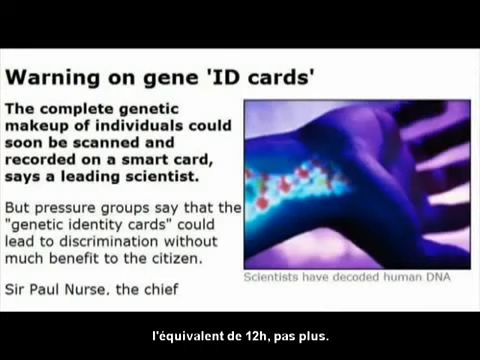 Warning on gene 'ID cards'
The complete genetic
makeup of individuals could
soon be scanned and
recorded on a smart card,
says a leading scientist.
But pressure groups say that the
"genetic identity cards" could
lead to discrimination without
much benefit to the citizen.
Sir Paul Nurse, the chief
Scientists have decoded human DNA
l'équivalent de 12h, pas plus.